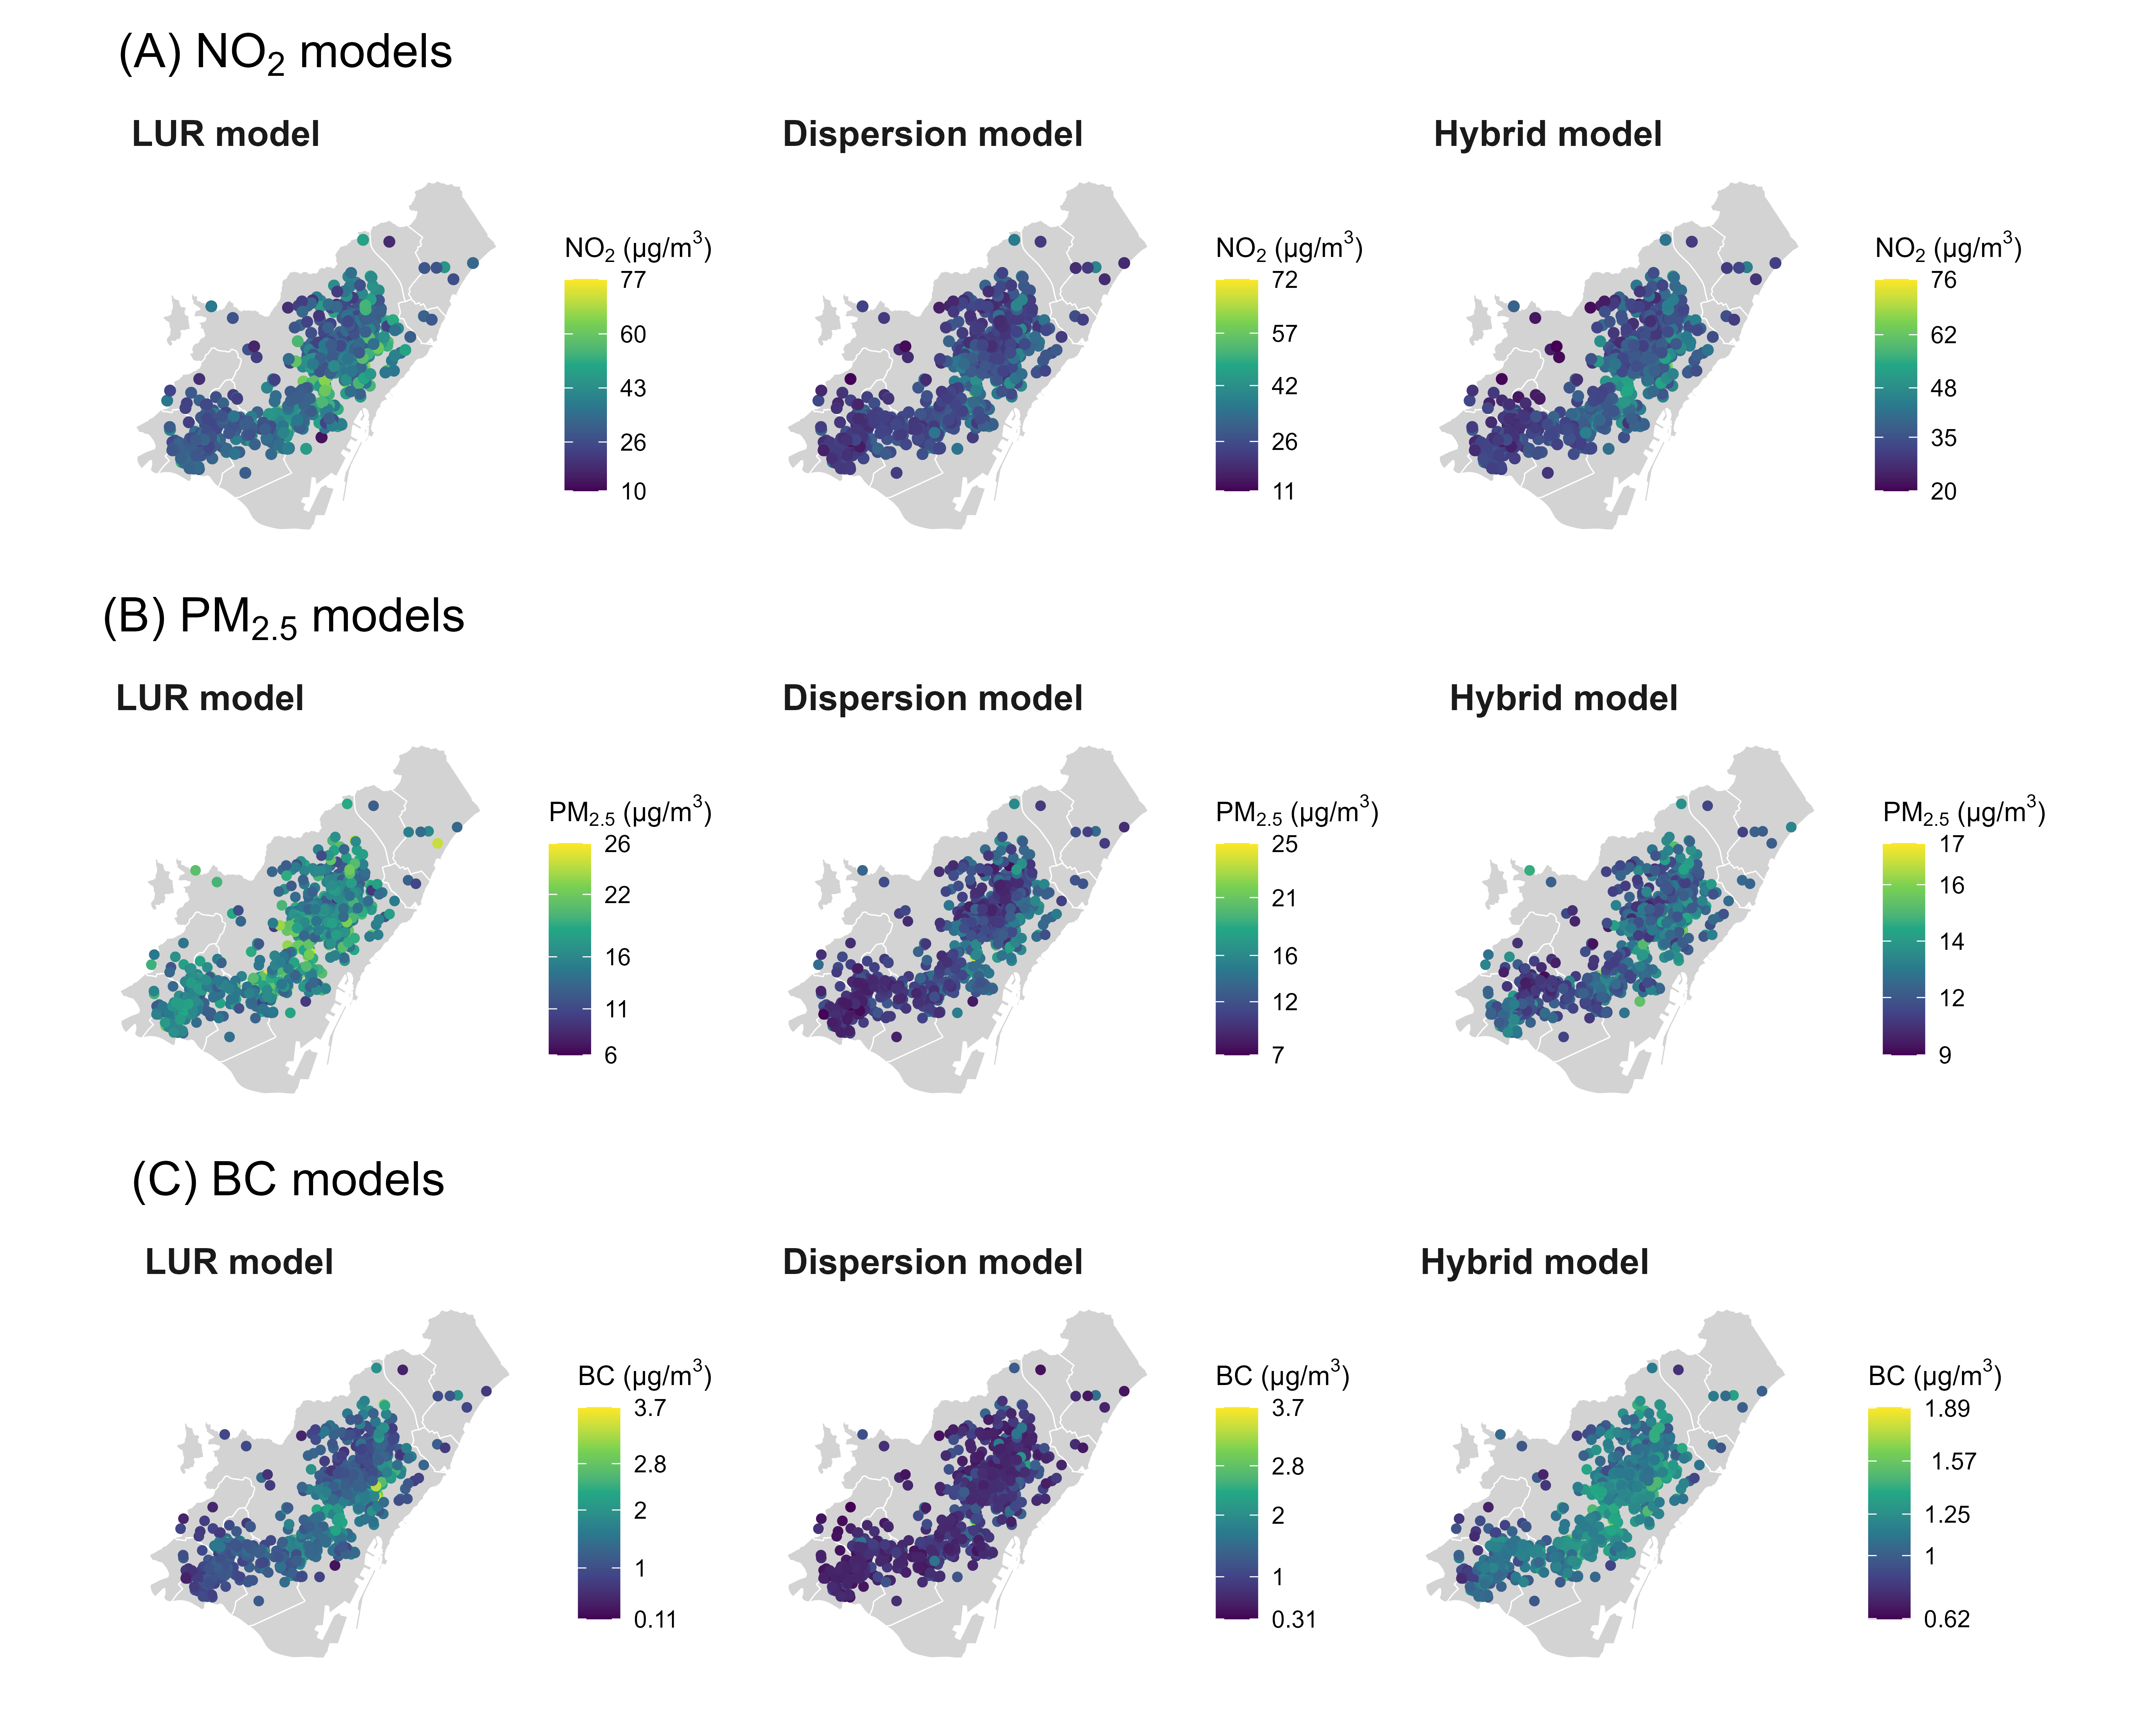 (A) NO₂ models
LUR model
Dispersion model
Hybrid model
NO₂ (µg/m³)
77
60
43
26
10
NO₂ (µg/m³)
72
57
42
26
11
NO₂ (µg/m³)
76
62
48
35
20
(B) PM₂.₅ models
LUR model
Dispersion model
Hybrid model
PM₂.₅ (µg/m³)
26
22
16
11
6
PM₂.₅ (µg/m³)
25
21
16
12
7
PM₂.₅ (µg/m³)
17
16
14
12
9
(C) BC models
LUR model
Dispersion model
Hybrid model
BC (µg/m³)
3.7
2.8
2
1
0.11
BC (µg/m³)
3.7
2.8
2
1
0.31
BC (µg/m³)
1.89
1.57
1.25
1
0.62